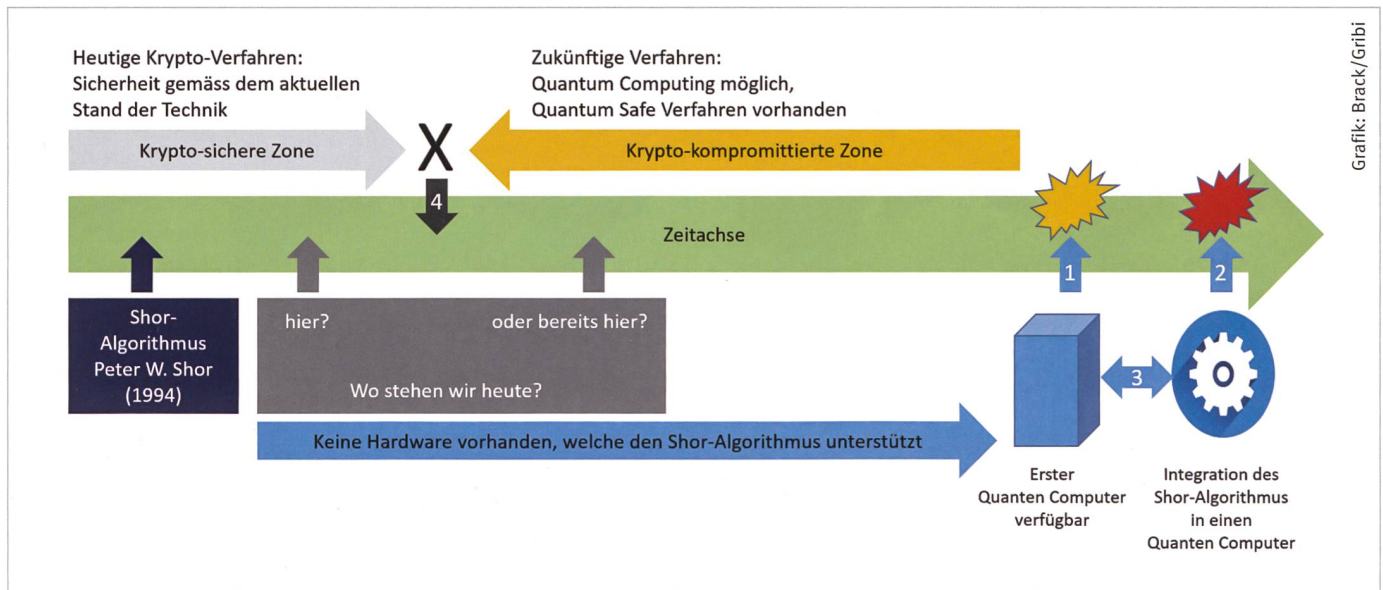 Heutige Krypto-Verfahren:
Sicherheit gemäss dem aktuellen
Stand der Technik
Zukünftige Verfahren:
Quantum Computing möglich,
Quantum Safe Verfahren vorhanden
Grafik: Brack/Gribi
Krypto-sichere Zone
X
Krypto-kompromittierte Zone
4
Zeitachse
1
2
Shor-
Algorithmus
Peter W. Shor
(1994)
hier?
oder bereits hier?
Wo stehen wir heute?
3
Keine Hardware vorhanden, welche den Shor-Algorithmus unterstützt
Erster
Quanten Computer
verfügbar
Integration des
Shor-Algorithmus
in einen
Quanten Computer